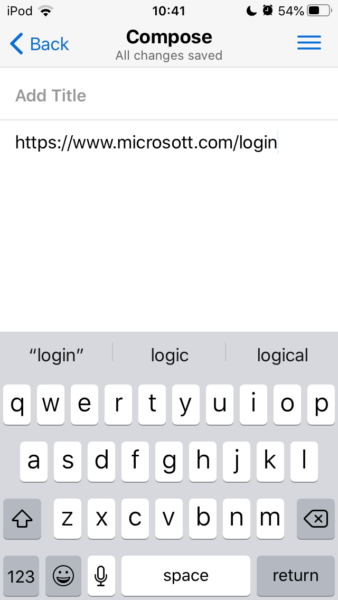 iPod 10:41 54%
Back Compose
All changes saved
Add Title
https://www.microsott.com/login
“login” logic logical
q w e r t y u i o p
a s d f g h j k l
z x c v b n m
123 space return